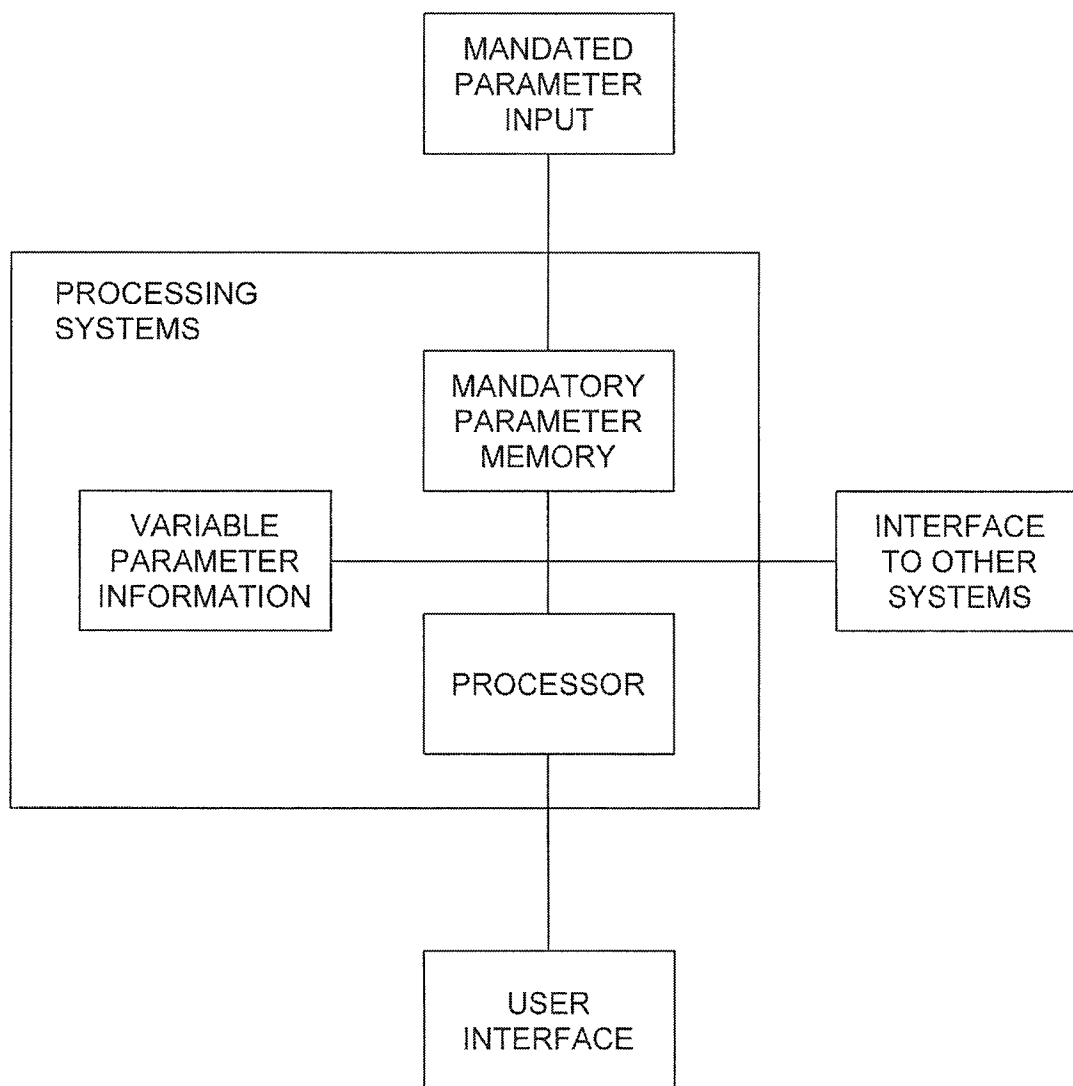 MANDATED
PARAMETER
INPUT
PROCESSING
SYSTEMS
MANDATORY
PARAMETER
MEMORY
VARIABLE
PARAMETER
INFORMATION
INTERFACE
TO OTHER
SYSTEMS
PROCESSOR
USER
INTERFACE